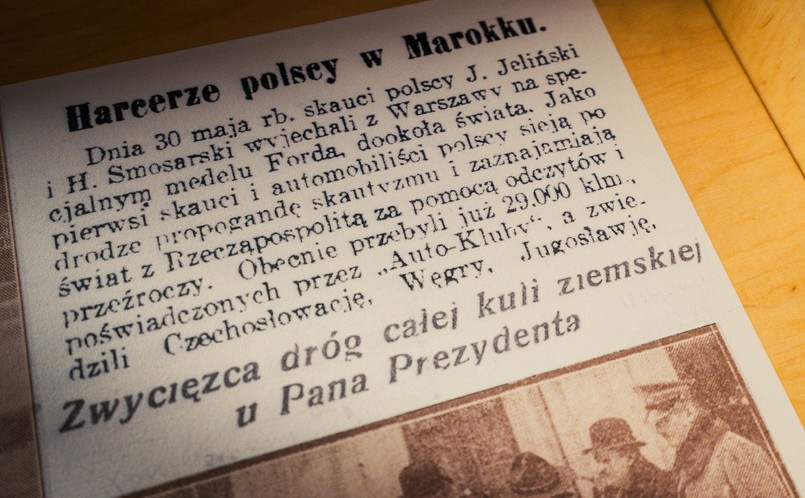 Harcerze polscy w Marokku.
Dnia 30 maja rb. skauci polscy J. Jeliński
i H. Smosarski wyjechali z Warszawy na spe-
cjalnym medelu Forda, dookoła świata. Jako
pierwsi skauci i automobiliści polscy sieją po
drodze propogandę skautyzmu i zaznajamiają
świat z Rzecząpospolitą za pomocą odczytów i
przeźroczy. Obecnie przebyli już 29.000 klm.,
poświadczonych przez „Auto-Kluby", a zwie-
dzili Czechosłowację, Węgry, Jugosławję,
Zwycięzca dróg całej kuli ziemskiej
u Pana Prezydenta